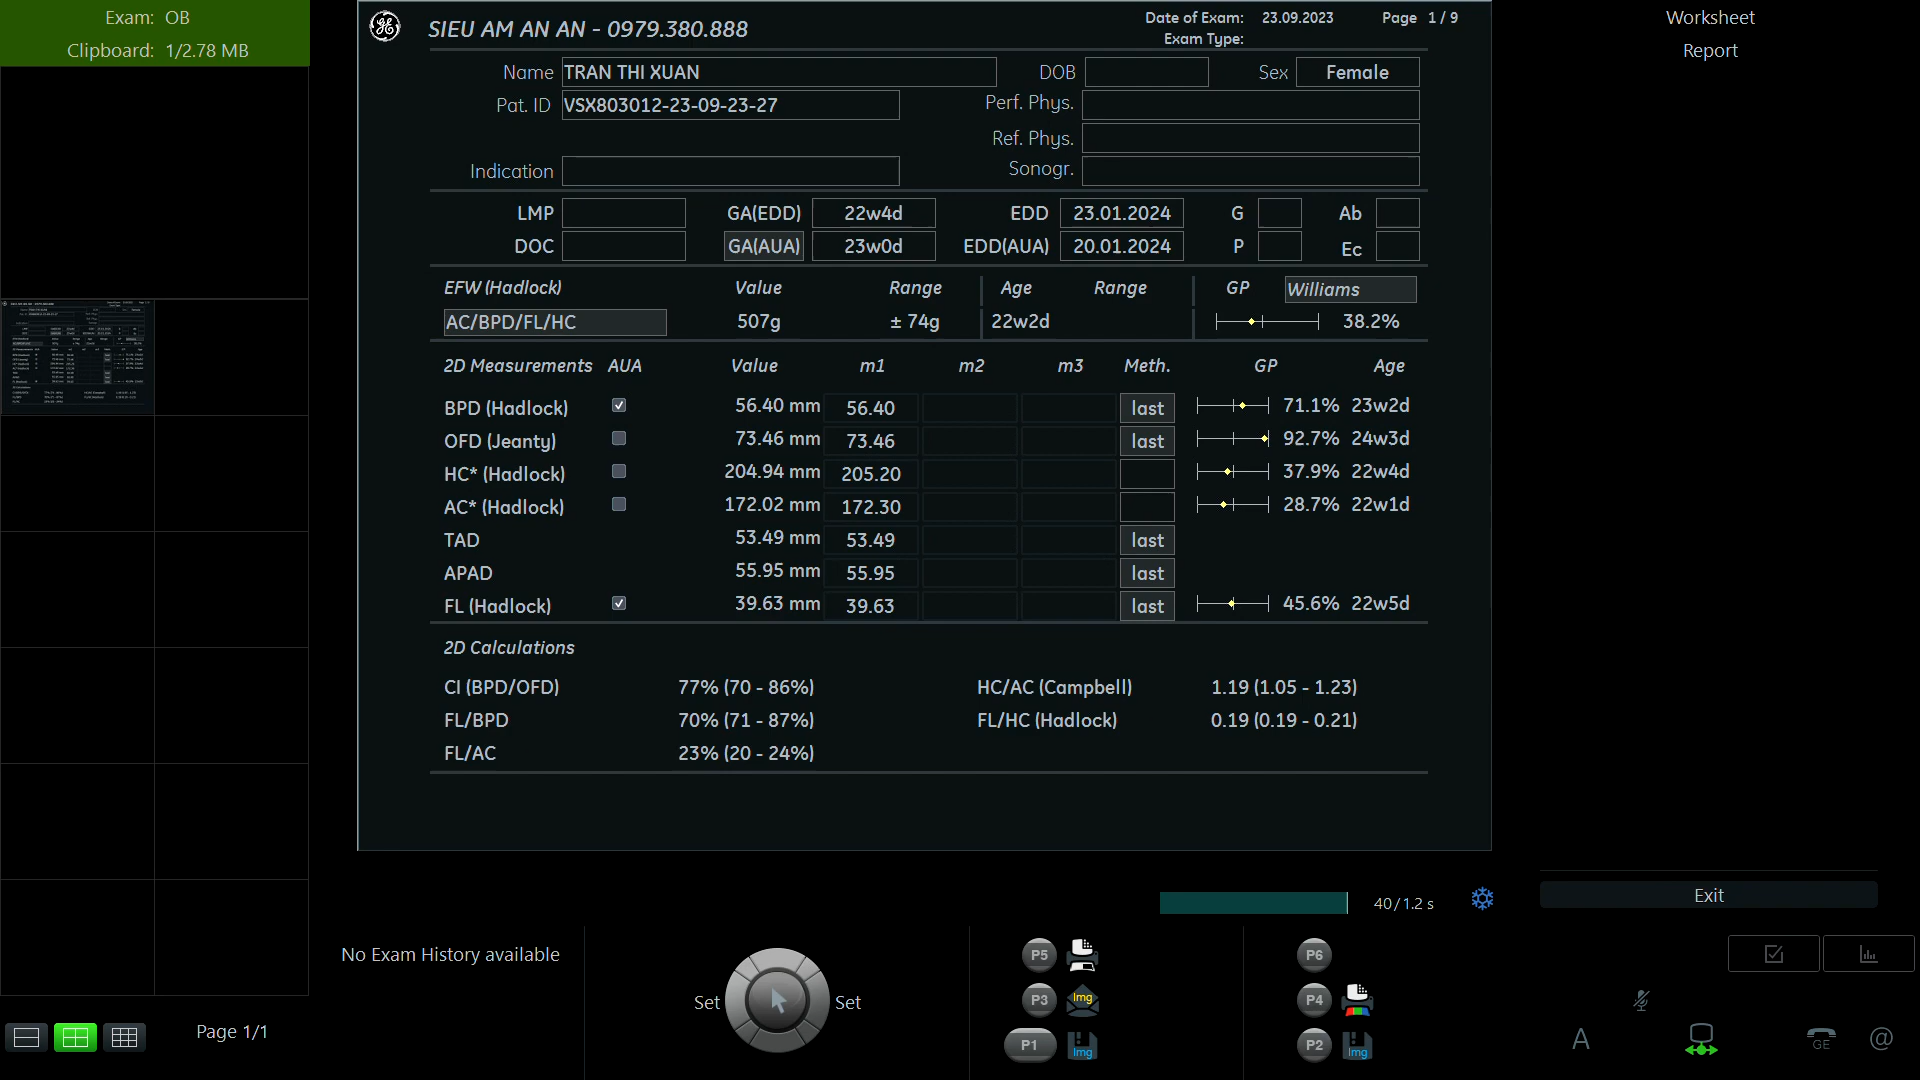 Exam: OB
Clipboard: 1/2.78 MB
SIEU AM AN AN - 0979.380.888
Date of Exam: 23.09.2023 Page 1 / 9
Exam Type:
Name TRAN THI XUAN DOB Sex Female
Pat. ID VSX803012-23-09-23-27 Perf. Phys.
Ref. Phys.
Indication Sonogr.
LMP GA(EDD) 22w4d EDD 23.01.2024 G Ab
DOC GA(AUA) 23w0d EDD(AUA) 20.01.2024 P Ec
EFW (Hadlock) Value Range Age Range GP Williams
AC/BPD/FL/HC 507g ± 74g 22w2d 38.2%
2D Measurements AUA Value m1 m2 m3 Meth. GP Age
BPD (Hadlock) 56.40 mm 56.40 last 71.1% 23w2d
OFD (Jeanty) 73.46 mm 73.46 last 92.7% 24w3d
HC* (Hadlock) 204.94 mm 205.20 37.9% 22w4d
AC* (Hadlock) 172.02 mm 172.30 28.7% 22w1d
TAD 53.49 mm 53.49 last
APAD 55.95 mm 55.95 last
FL (Hadlock) 39.63 mm 39.63 last 45.6% 22w5d
2D Calculations
CI (BPD/OFD) 77% (70 - 86%) HC/AC (Campbell) 1.19 (1.05 - 1.23)
FL/BPD 70% (71 - 87%) FL/HC (Hadlock) 0.19 (0.19 - 0.21)
FL/AC 23% (20 - 24%)
Worksheet
Report
40/1.2 s
Exit
No Exam History available
Set Set
P5 P6
P3 Img P4
P1 Img P2 Img
A GE @
Page 1/1